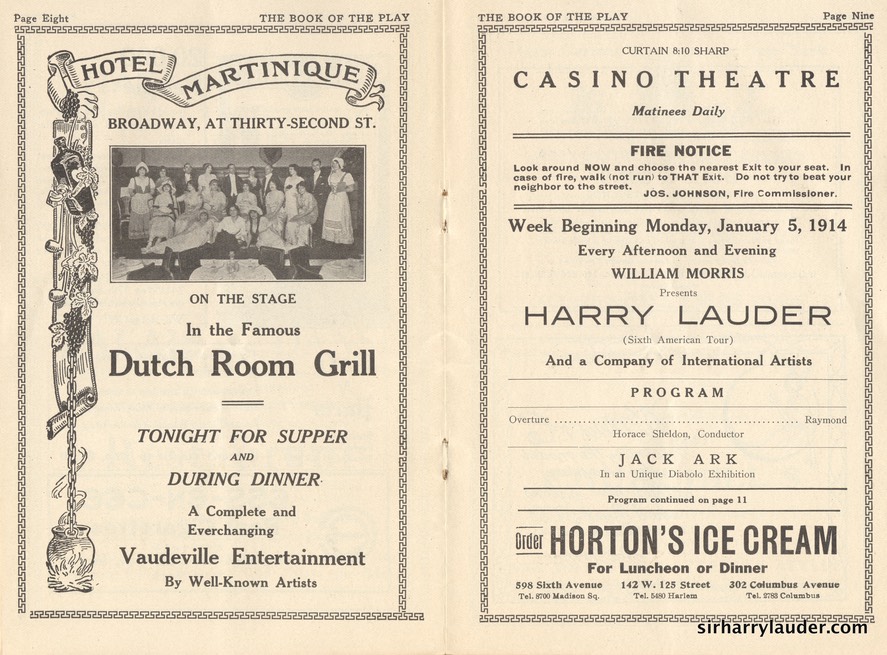 Page Eight
THE BOOK OF THE PLAY
HOTEL MARTINIQUE
BROADWAY, AT THIRTY-SECOND ST.
ON THE STAGE
In the Famous
Dutch Room Grill
TONIGHT FOR SUPPER
AND
DURING DINNER
A Complete and
Everchanging
Vaudeville Entertainment
By Well-Known Artists
THE BOOK OF THE PLAY
Page Nine
CURTAIN 8:10 SHARP
CASINO THEATRE
Matinees Daily
FIRE NOTICE
Look around NOW and choose the nearest Exit to your seat. In
case of fire, walk (not run) to THAT Exit. Do not try to beat your
neighbor to the street.
JOS. JOHNSON, Fire Commissioner.
Week Beginning Monday, January 5, 1914
Every Afternoon and Evening
WILLIAM MORRIS
Presents
HARRY LAUDER
(Sixth American Tour)
And a Company of International Artists
PROGRAM
Overture ........................................................ Raymond
Horace Sheldon, Conductor
JACK ARK
In an Unique Diabolo Exhibition
Program continued on page 11
Order HORTON'S ICE CREAM
For Luncheon or Dinner
598 Sixth Avenue 142 W. 125 Street 302 Columbus Avenue
Tel. 8700 Madison Sq. Tel. 5480 Harlem Tel. 2783 Columbus
sirharrylauder.com